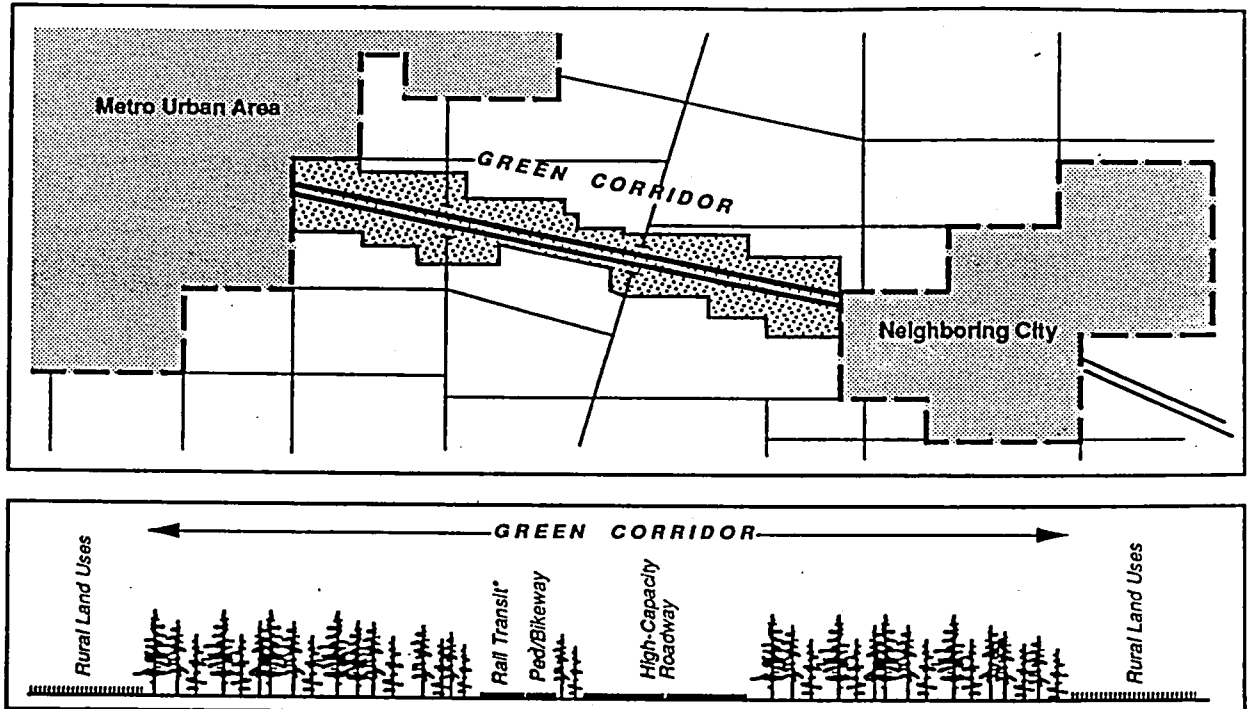 Metro Urban Area
GREEN CORRIDOR
Neighboring City
GREEN CORRIDOR
Rural Land Uses
Rail Transit*
Ped/Bikeway
High-Capacity
Roadway
Rural Land Uses